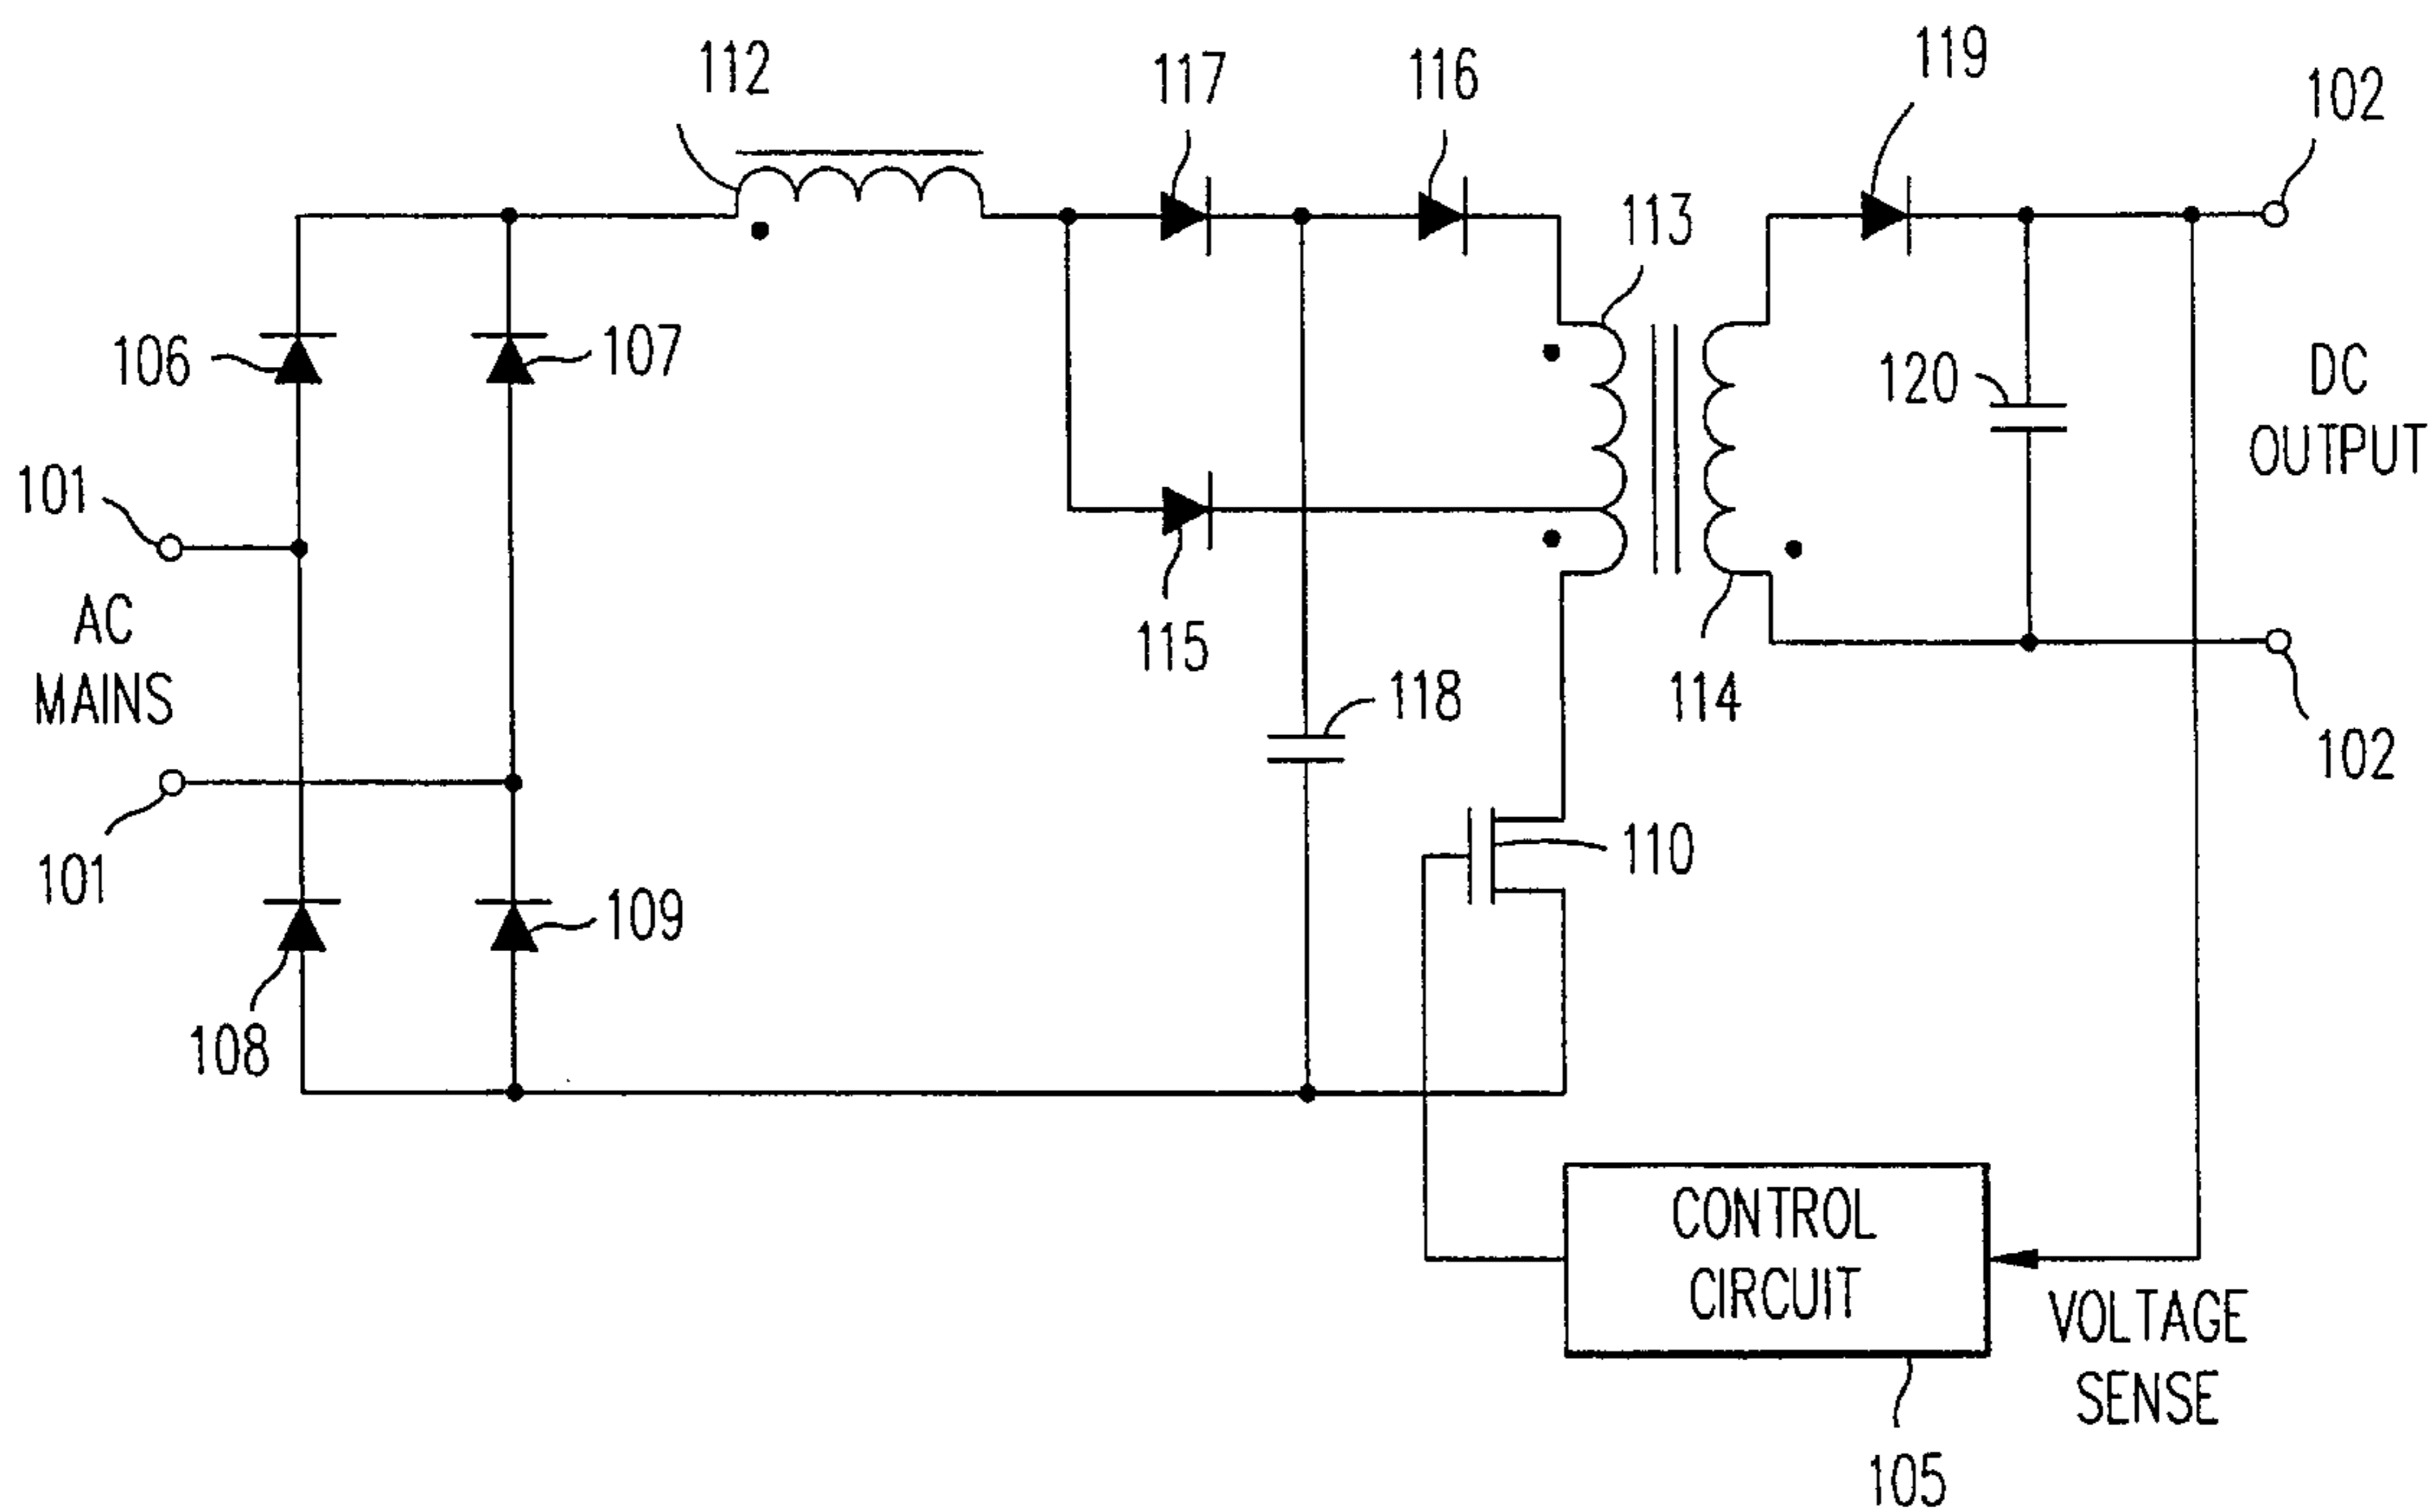 112
117
116
119
102
113
106
107
120
DC
OUTPUT
101
AC
MAINS
115
118
114
102
101
110
109
108
CONTROL
CIRCUIT
VOLTAGE
SENSE
105